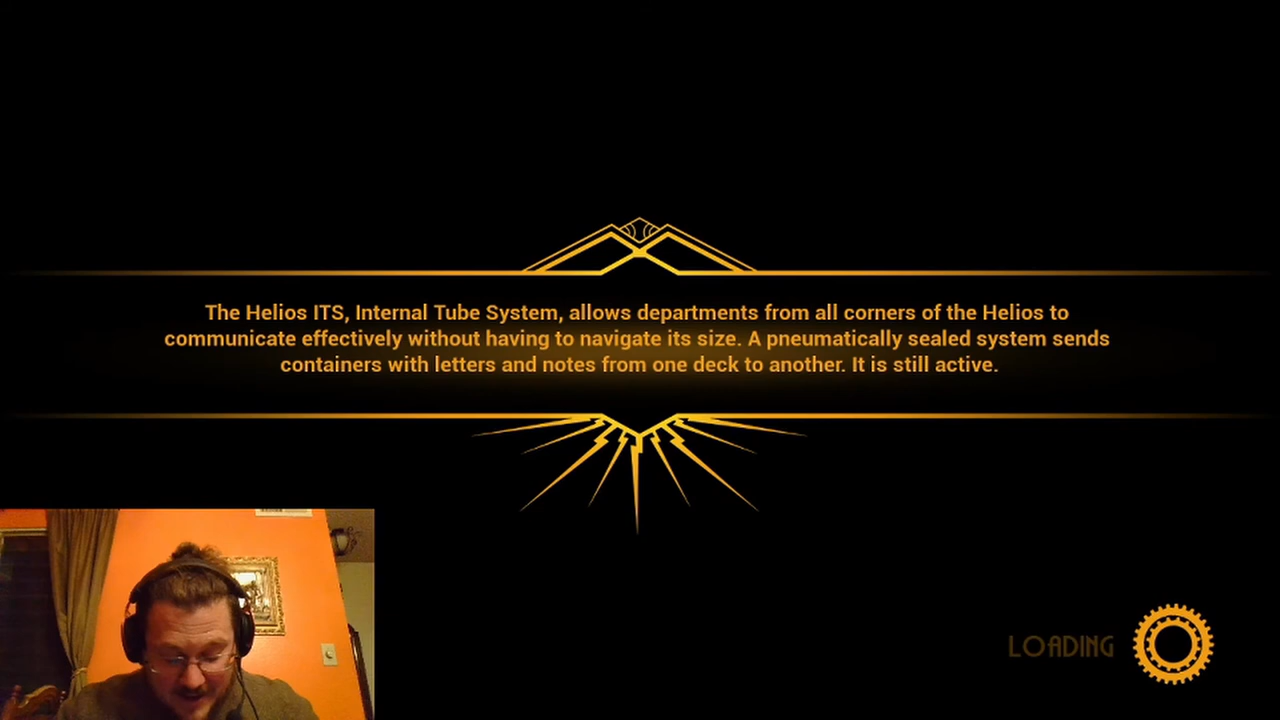 The Helios ITS, Internal Tube System, allows departments from all corners of the Helios to
communicate effectively without having to navigate its size. A pneumatically sealed system sends
containers with letters and notes from one deck to another. It is still active.
LOADING